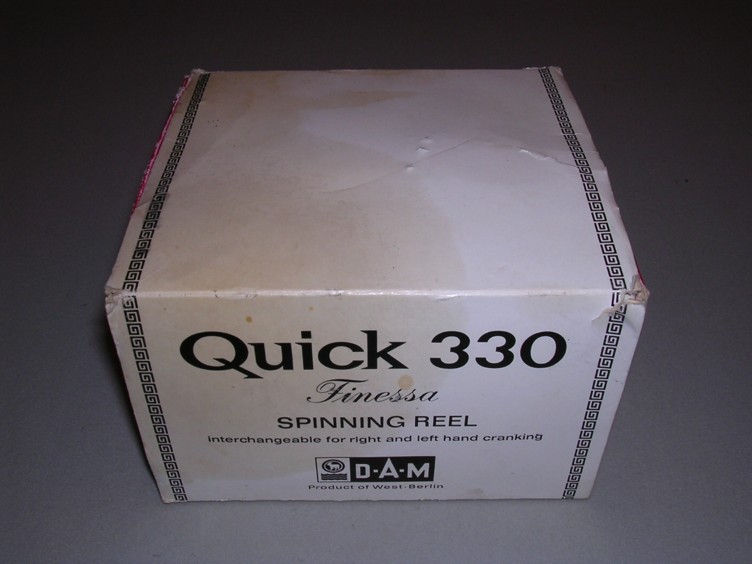 Quick 330
Finessa
SPINNING REEL
interchangeable for right and left hand cranking
D-A-M
Product of West-Berlin